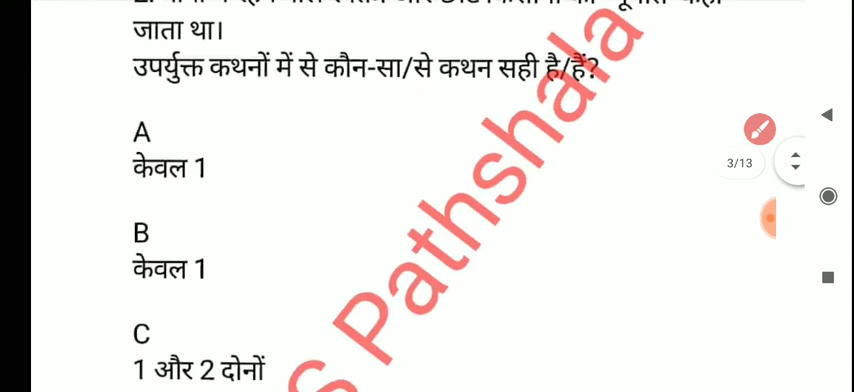 जाता था।
उपर्युक्त कथनों में से कौन-सा/से कथन सही है/हैं?
A
केवल 1
B
केवल 1
C
1 और 2 दोनों
S Pathshala
3/13